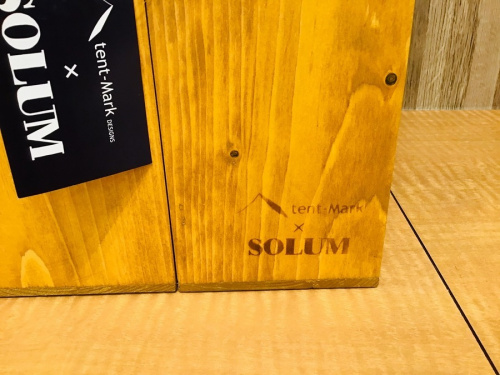 tent-Mark
DESIGNS
×
SOLUM
tent-Mark
×
SOLUM